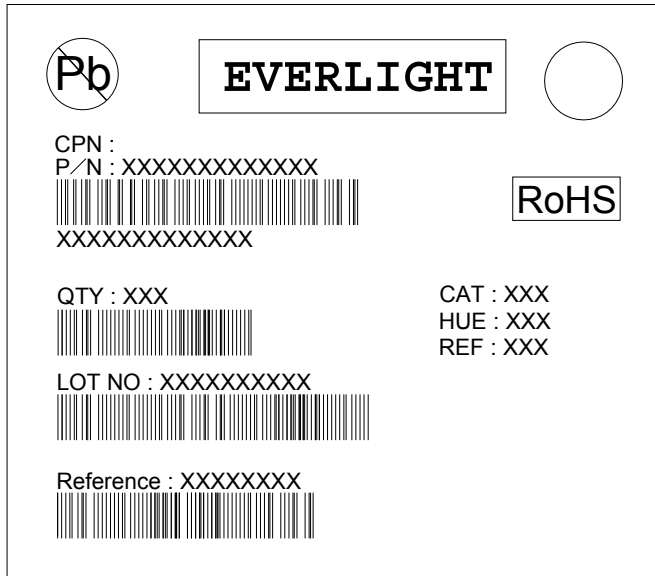 Pb
EVERLIGHT
CPN :
P/N : XXXXXXXXXXXXX
XXXXXXXXXXXXX
RoHS
QTY : XXX
CAT : XXX
HUE : XXX
REF : XXX
LOT NO : XXXXXXXXXX
Reference : XXXXXXXX